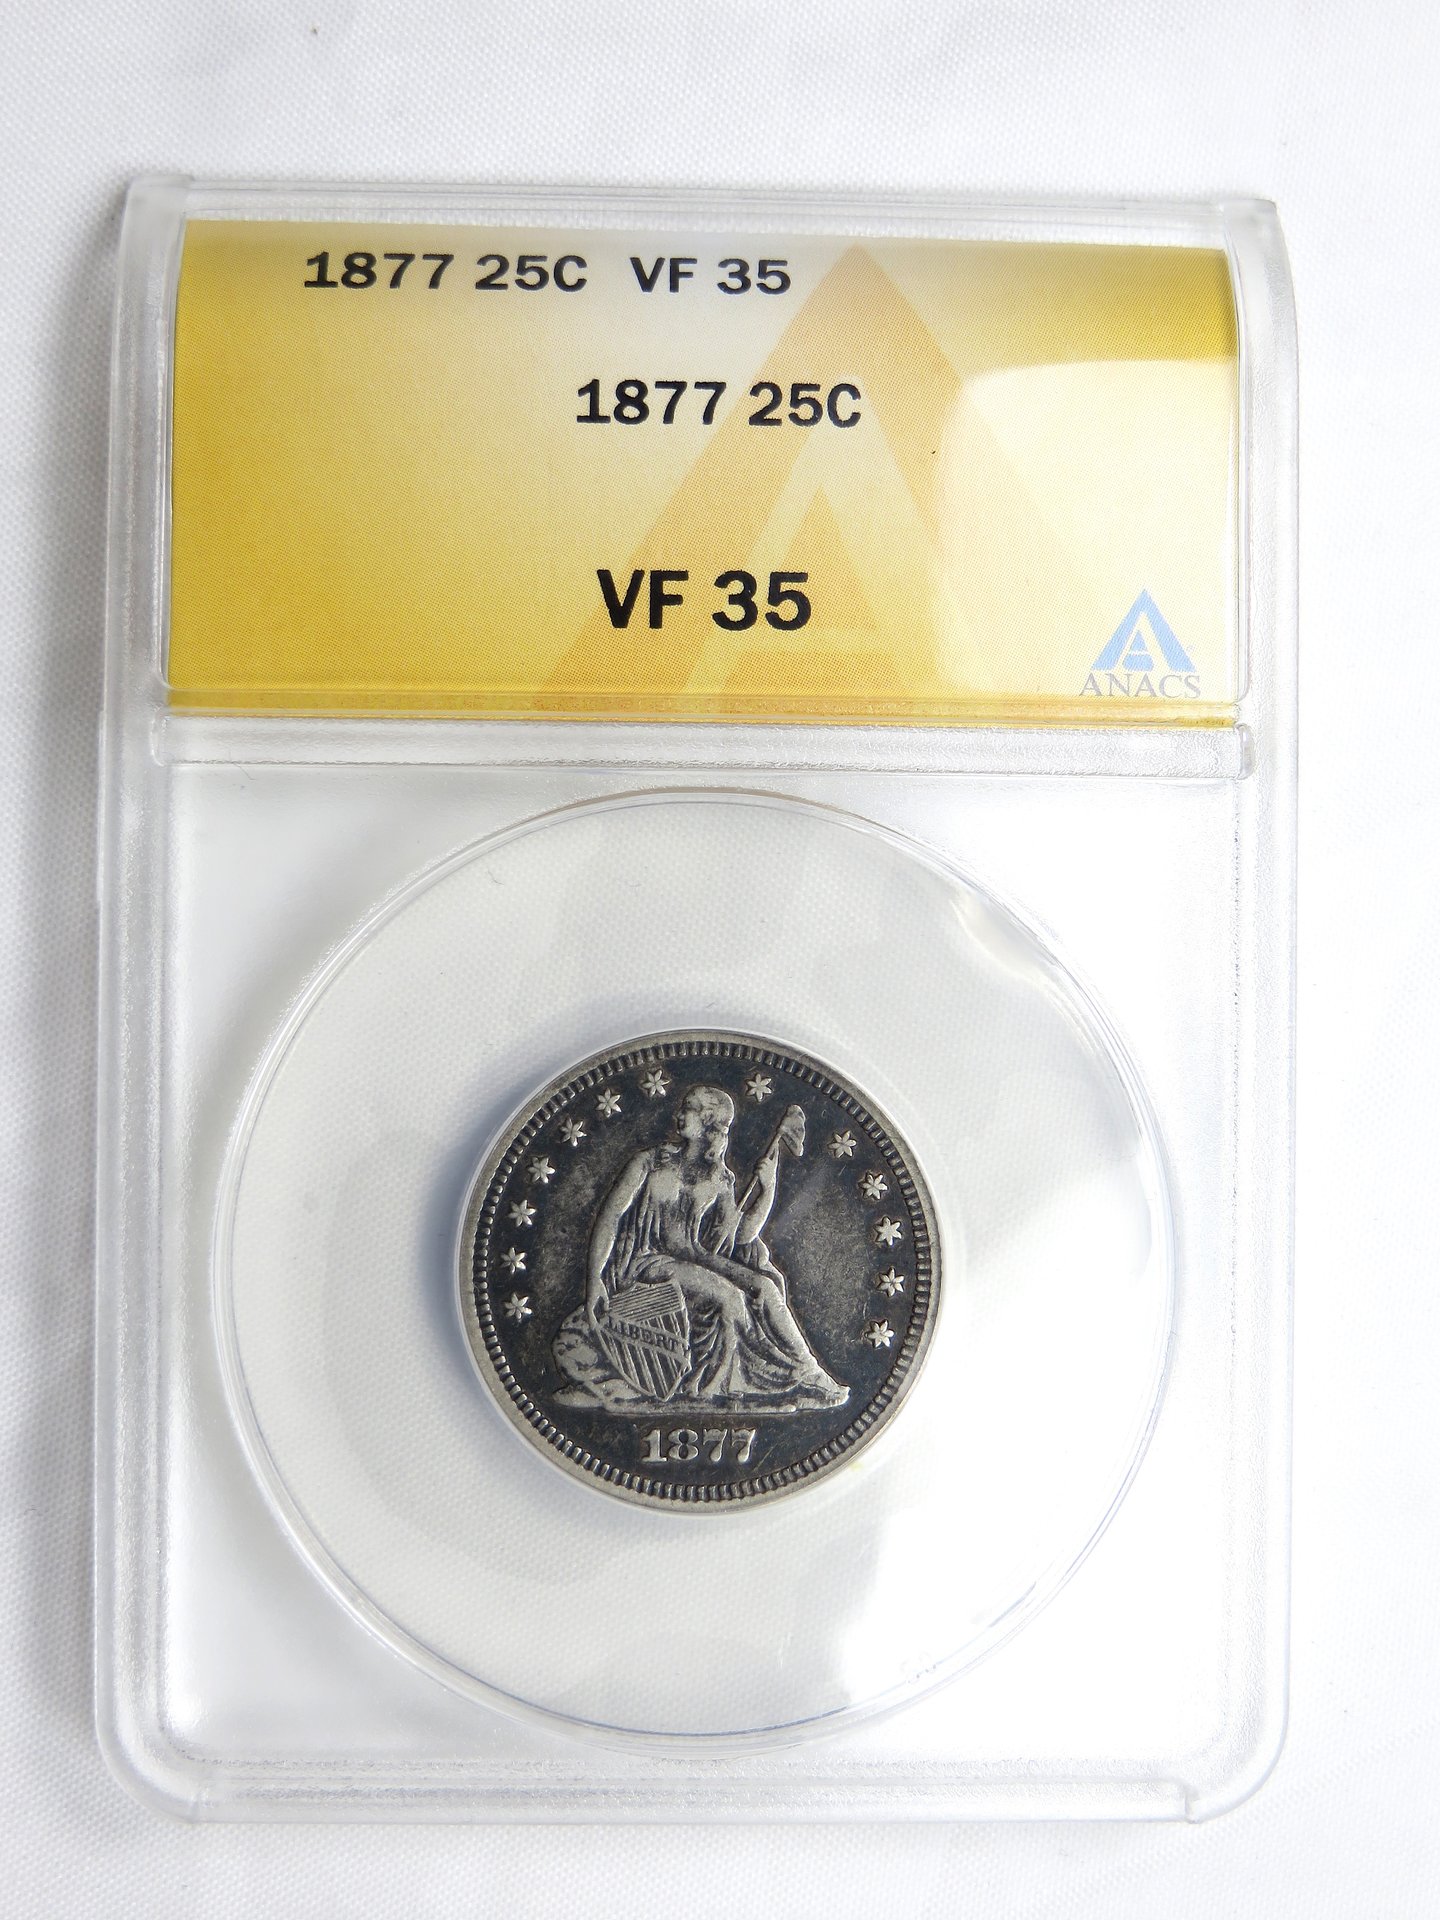 1877 25C VF 35
1877 25C
VF 35
ANACS
LIBERTY
1877